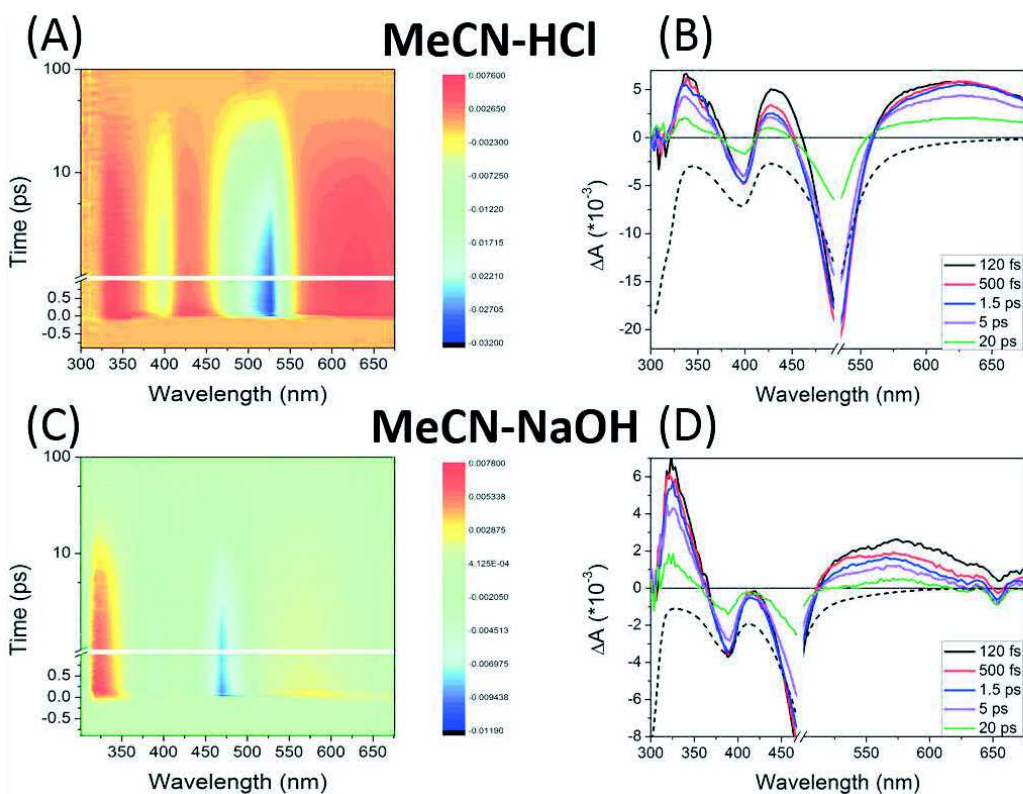 (A)
MeCN-HCl
(B)
100
10
0.5
0.0
-0.5
Time (ps)
300 350 400 450 500 550 600 650
Wavelength (nm)
0.007600
0.002650
-0.002300
-0.007250
-0.01220
-0.01715
-0.02210
-0.02705
-0.03200
5
0
-5
-10
-15
-20
ΔA (*10⁻³)
120 fs
500 fs
1.5 ps
5 ps
20 ps
300 350 400 450 550 600 650
Wavelength (nm)
(C)
MeCN-NaOH
(D)
100
10
0.5
0.0
-0.5
Time (ps)
350 400 450 500 550 600 650
Wavelength (nm)
0.007800
0.005338
0.002875
4.125E-04
-0.002050
-0.004513
-0.006975
-0.009438
-0.01190
6
4
2
0
-2
-4
-6
-8
ΔA (*10⁻³)
120 fs
500 fs
1.5 ps
5 ps
20 ps
300 350 400 450 550 600 650
Wavelength (nm)